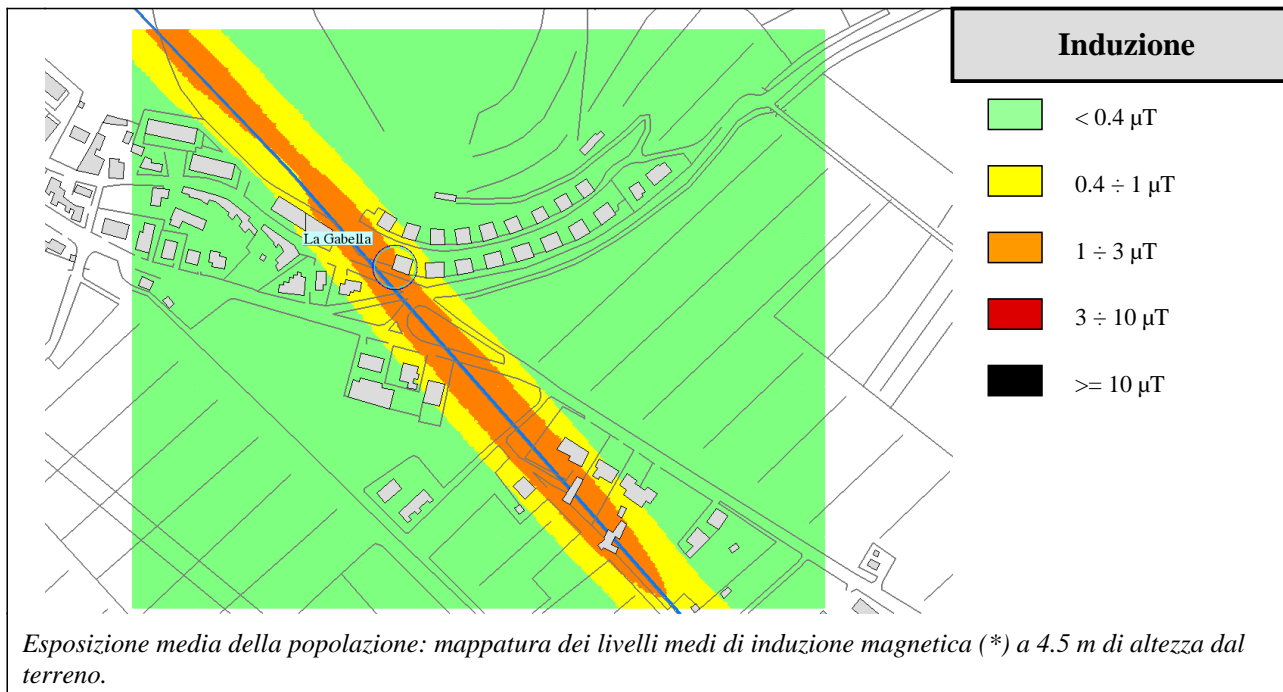 Induzione
< 0.4 µT
0.4 ÷ 1 µT
1 ÷ 3 µT
3 ÷ 10 µT
>= 10 µT
La Gabella
Esposizione media della popolazione: mappatura dei livelli medi di induzione magnetica (*) a 4.5 m di altezza dal
terreno.